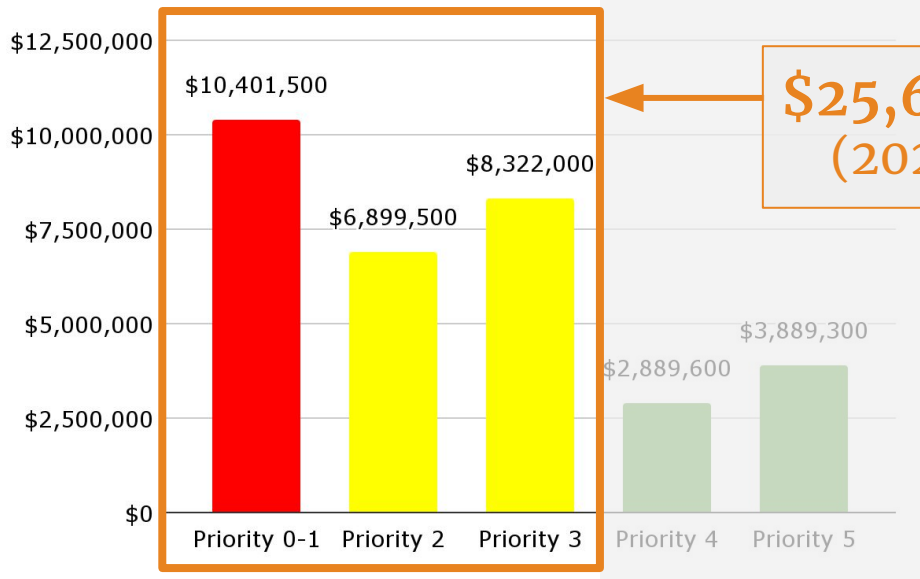 $12,500,000
$10,000,000
$7,500,000
$5,000,000
$2,500,000
$0
$10,401,500
$6,899,500
$8,322,000
$2,889,600
$3,889,300
Priority 0-1
Priority 2
Priority 3
Priority 4
Priority 5